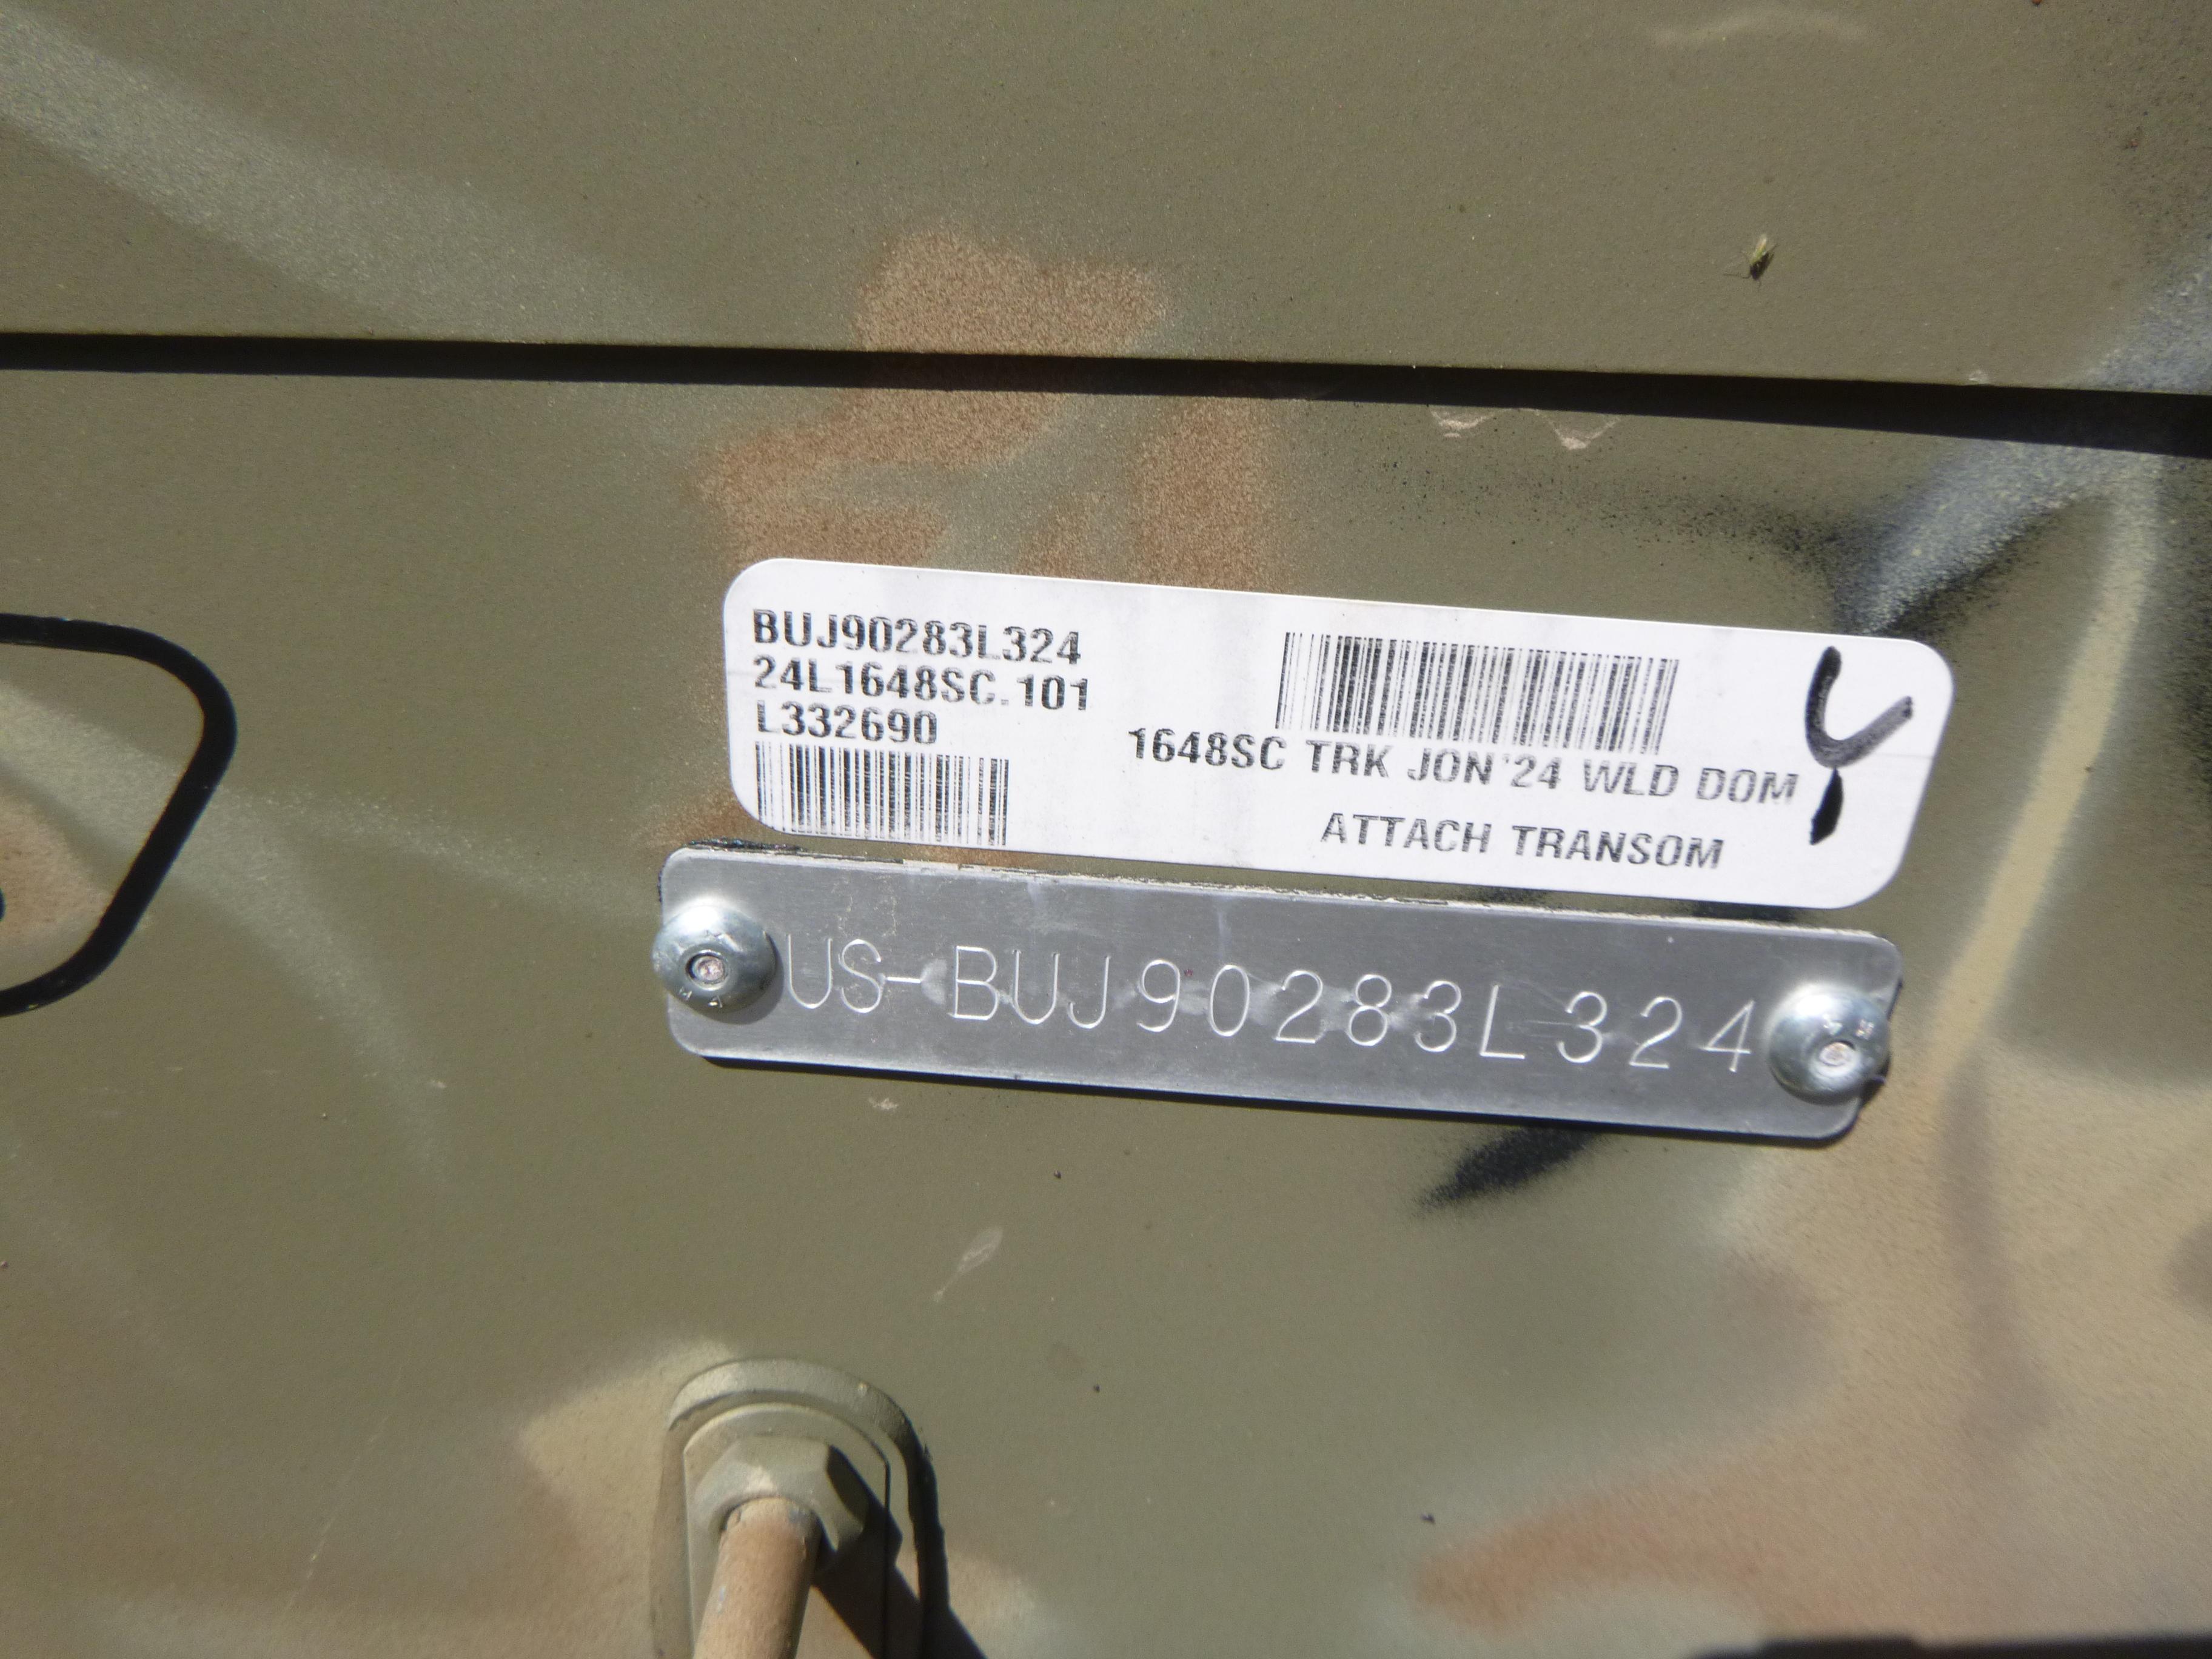 BUJ90283L324
24L1648SC.101
L332690
1648SC TRK JON'24 WLD DOM
ATTACH TRANSOM
US-BUJ90283L324